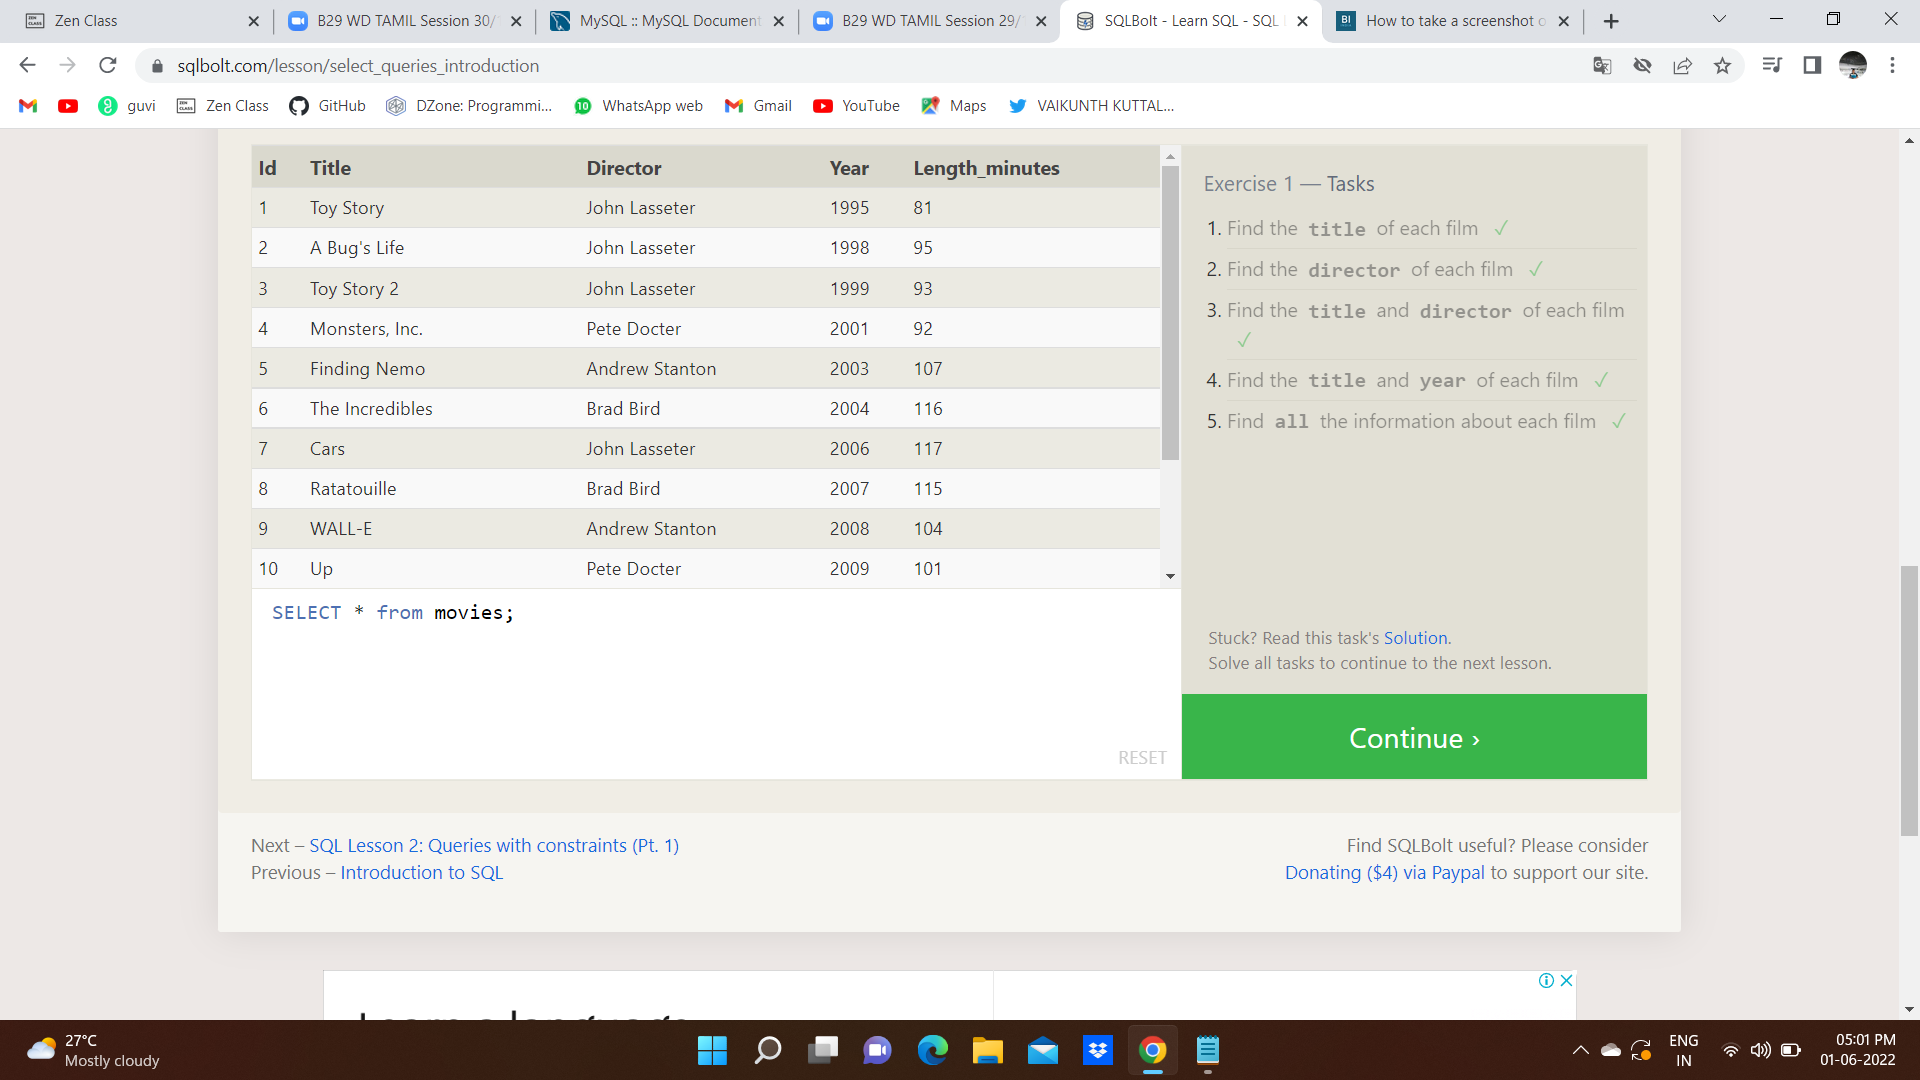 Zen Class
B29 WD TAMIL Session 30/
MySQL :: MySQL Document
B29 WD TAMIL Session 29/
SQLBolt - Learn SQL - SQL
How to take a screenshot o
sqlbolt.com/lesson/select_queries_introduction
guvi
Zen Class
GitHub
DZone: Programmi...
WhatsApp web
Gmail
YouTube
Maps
VAIKUNTH KUTTAL...
Id Title Director Year Length_minutes
1 Toy Story John Lasseter 1995 81
2 A Bug's Life John Lasseter 1998 95
3 Toy Story 2 John Lasseter 1999 93
4 Monsters, Inc. Pete Docter 2001 92
5 Finding Nemo Andrew Stanton 2003 107
6 The Incredibles Brad Bird 2004 116
7 Cars John Lasseter 2006 117
8 Ratatouille Brad Bird 2007 115
9 WALL-E Andrew Stanton 2008 104
10 Up Pete Docter 2009 101
SELECT * from movies;
RESET
Exercise 1 — Tasks
1. Find the title of each film ✓
2. Find the director of each film ✓
3. Find the title and director of each film
✓
4. Find the title and year of each film ✓
5. Find all the information about each film ✓
Stuck? Read this task's Solution.
Solve all tasks to continue to the next lesson.
Continue ›
Next – SQL Lesson 2: Queries with constraints (Pt. 1)
Previous – Introduction to SQL
Find SQLBolt useful? Please consider
Donating ($4) via Paypal to support our site.
Learn a language
27°C
Mostly cloudy
ENG
IN
05:01 PM
01-06-2022